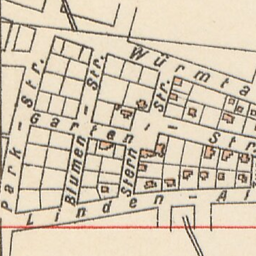 Würmta
Park - Str.
Blumen - Str.
Stern - Str.
Garten - Str.
Linden - Al